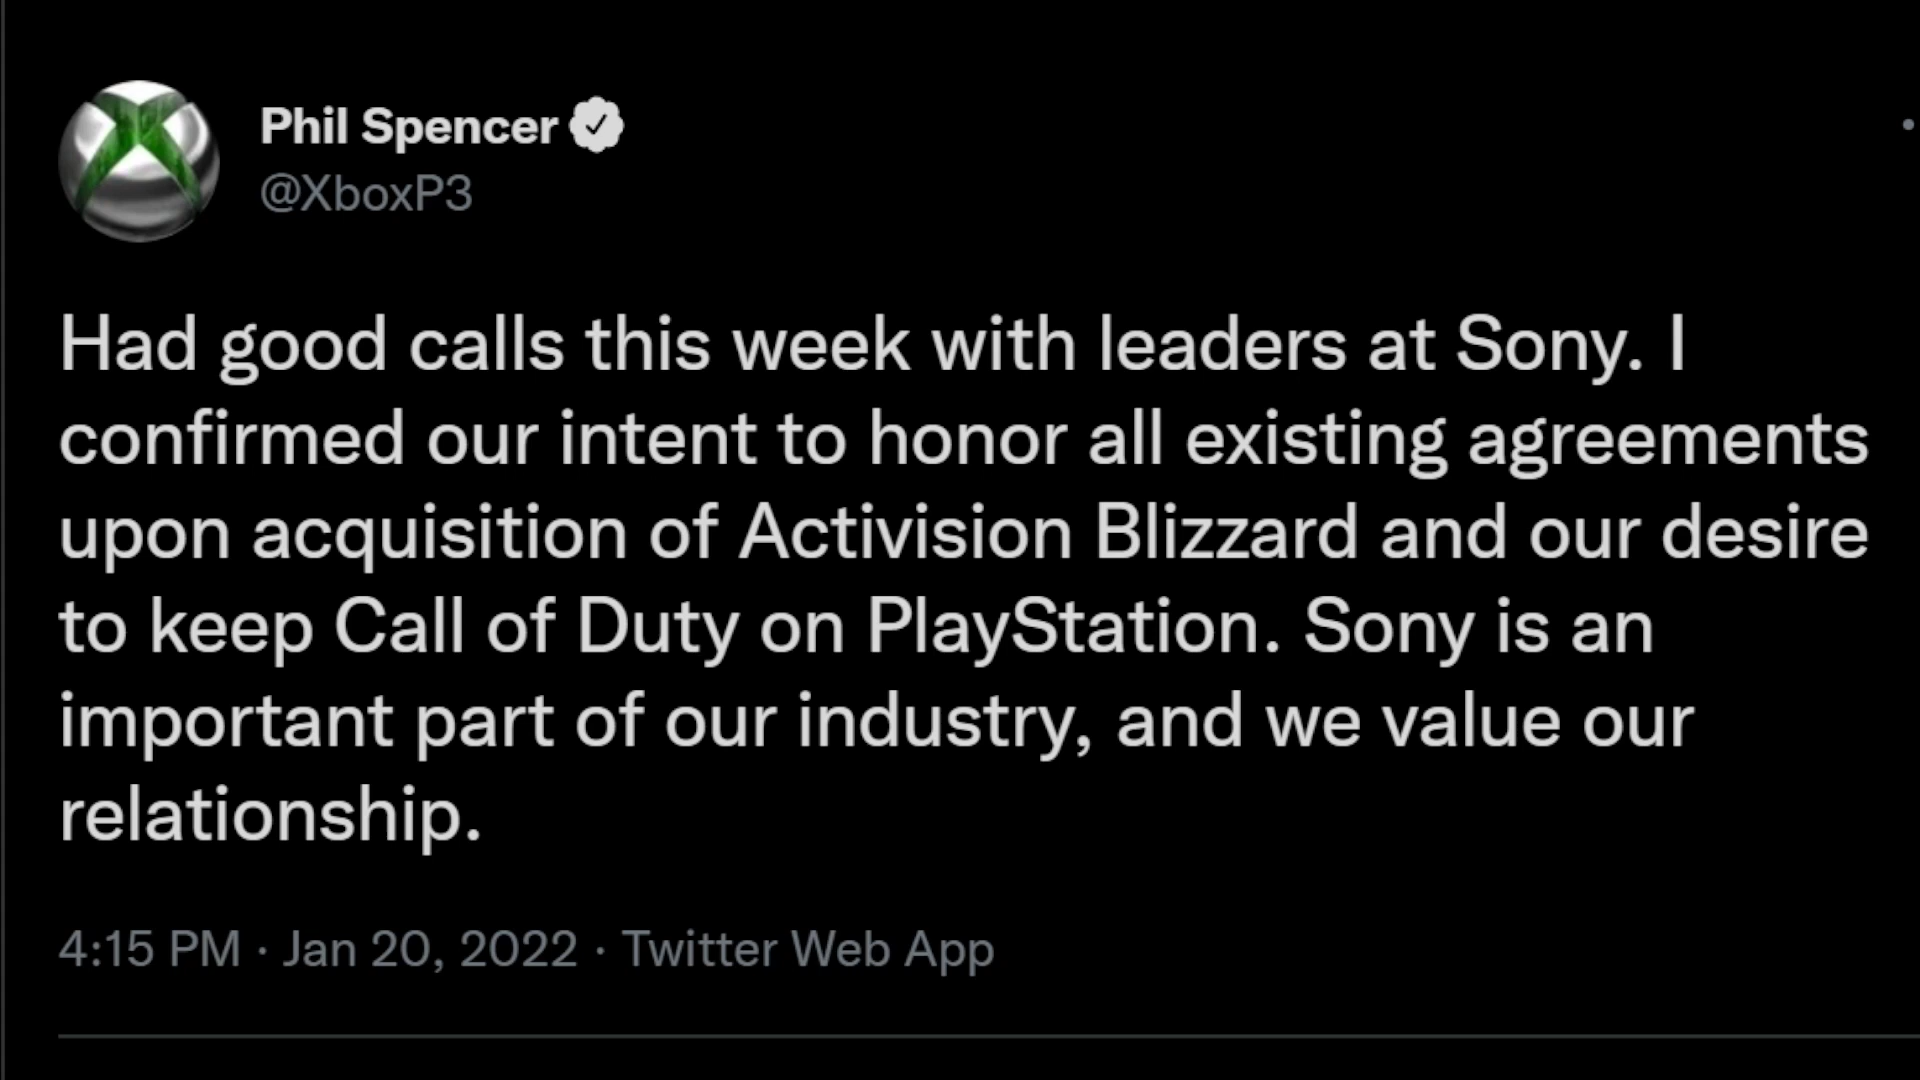 Phil Spencer
@XboxP3
Had good calls this week with leaders at Sony. I
confirmed our intent to honor all existing agreements
upon acquisition of Activision Blizzard and our desire
to keep Call of Duty on PlayStation. Sony is an
important part of our industry, and we value our
relationship.
4:15 PM · Jan 20, 2022 · Twitter Web App